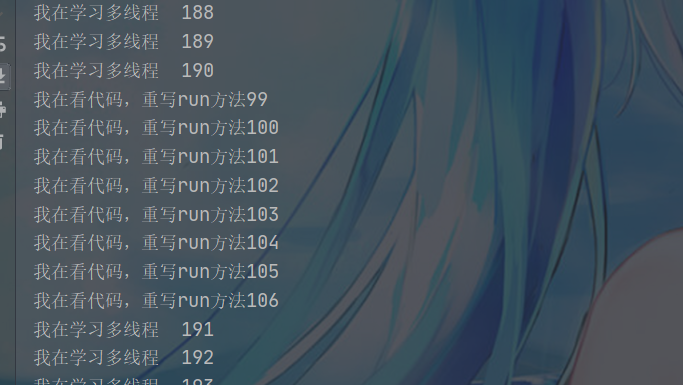 我在学习多线程  188
我在学习多线程  189
我在学习多线程  190
我在看代码，重写run方法99
我在看代码，重写run方法100
我在看代码，重写run方法101
我在看代码，重写run方法102
我在看代码，重写run方法103
我在看代码，重写run方法104
我在看代码，重写run方法105
我在看代码，重写run方法106
我在学习多线程  191
我在学习多线程  192
我在学习多线程  193